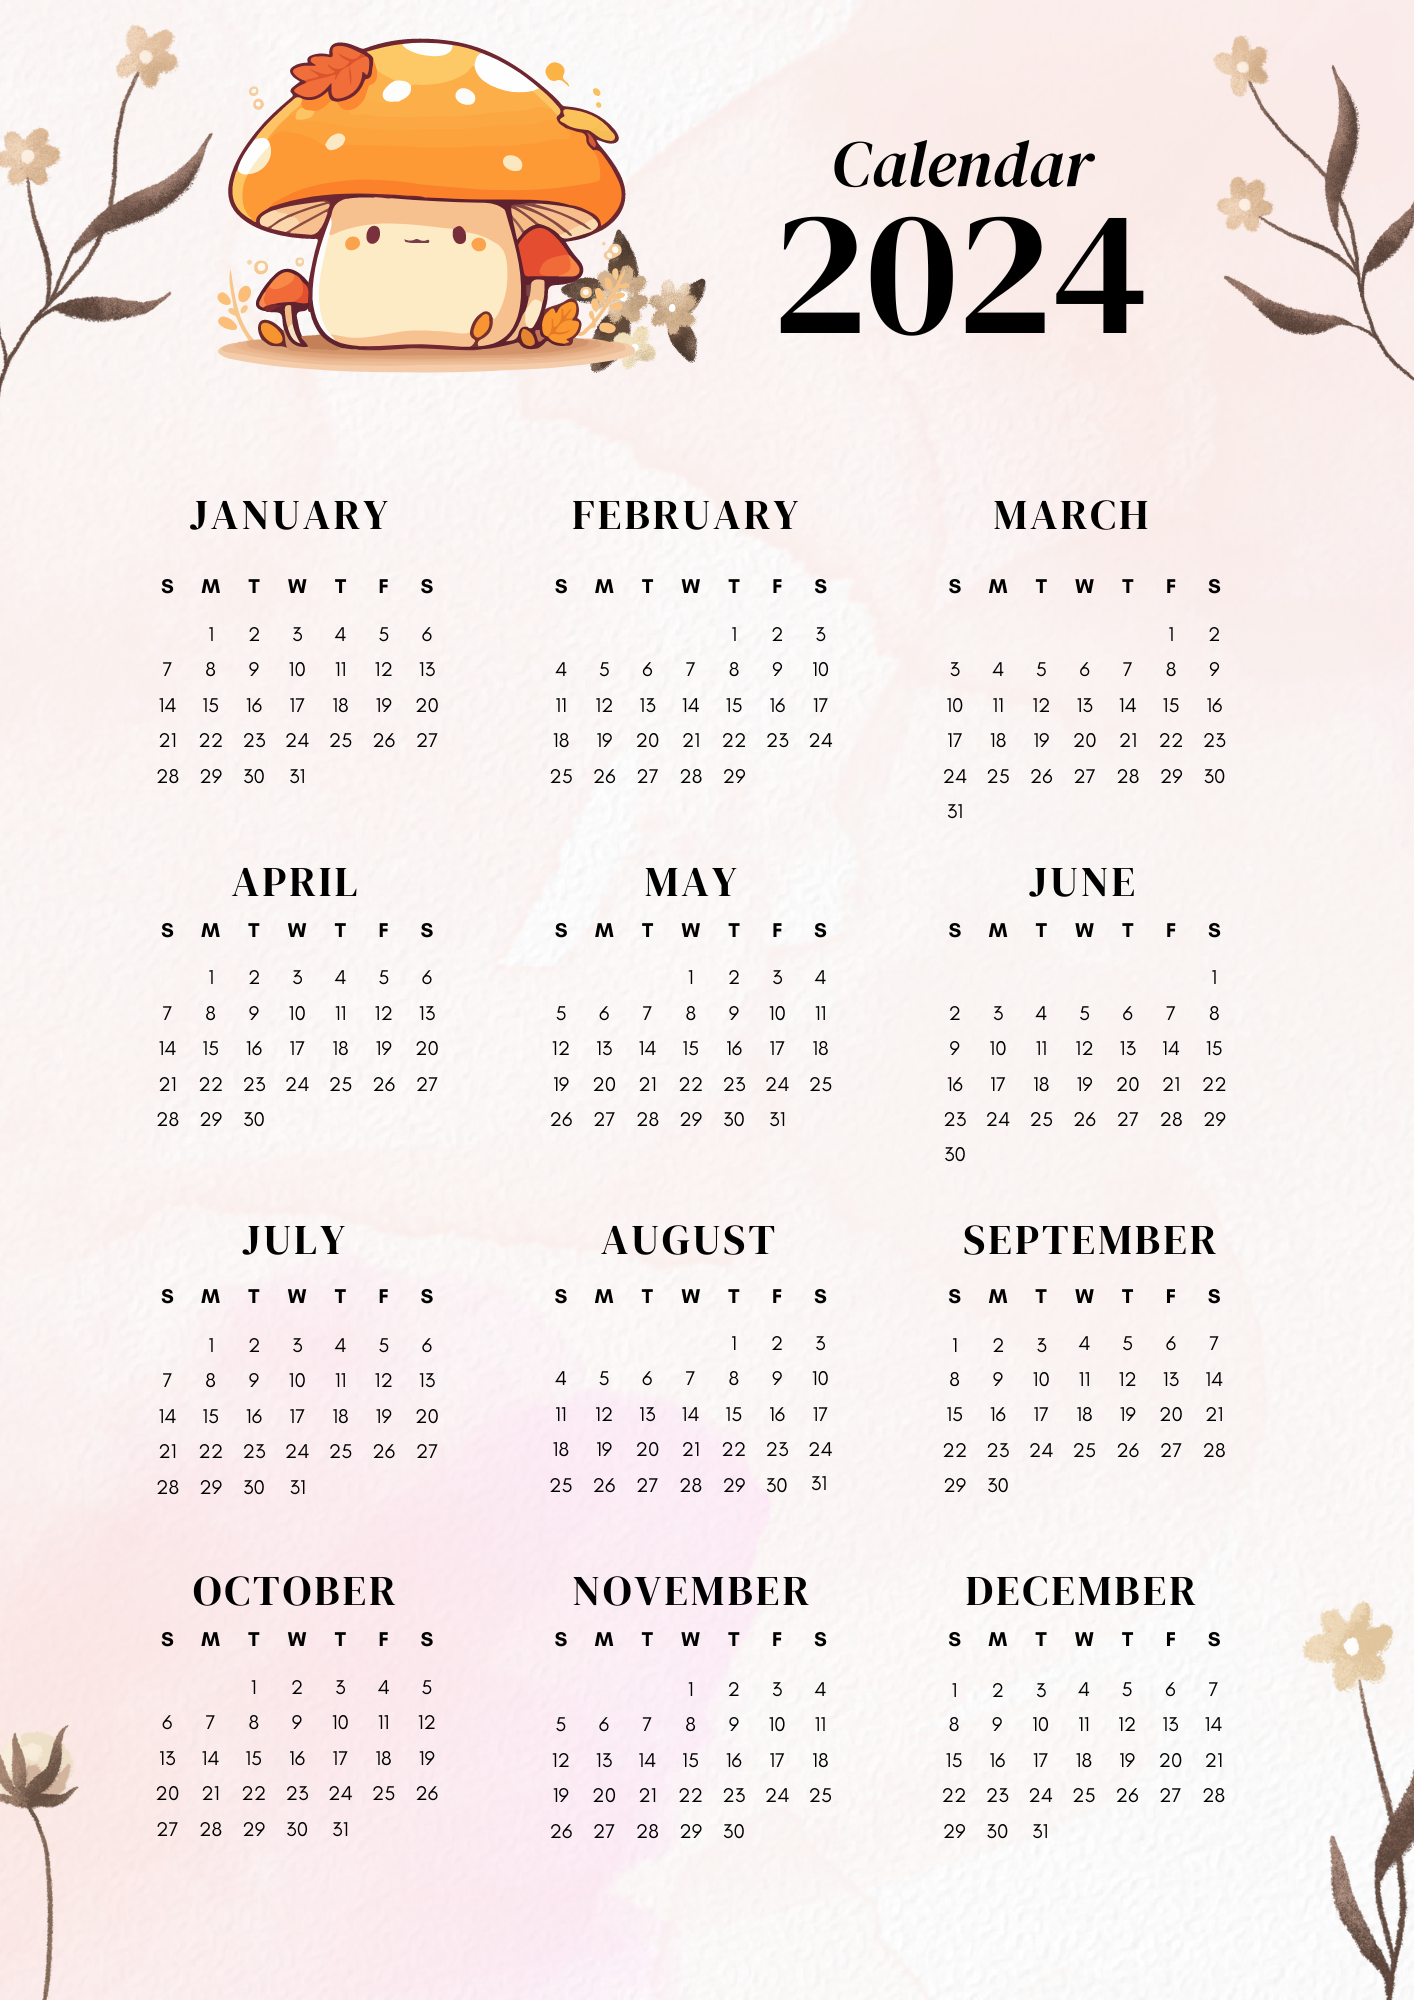 Calendar
2024
JANUARY
S M T W T F S
1 2 3 4 5 6
7 8 9 10 11 12 13
14 15 16 17 18 19 20
21 22 23 24 25 26 27
28 29 30 31
FEBRUARY
S M T W T F S
1 2 3
4 5 6 7 8 9 10
11 12 13 14 15 16 17
18 19 20 21 22 23 24
25 26 27 28 29
MARCH
S M T W T F S
1 2
3 4 5 6 7 8 9
10 11 12 13 14 15 16
17 18 19 20 21 22 23
24 25 26 27 28 29 30
31
APRIL
S M T W T F S
1 2 3 4 5 6
7 8 9 10 11 12 13
14 15 16 17 18 19 20
21 22 23 24 25 26 27
28 29 30
MAY
S M T W T F S
1 2 3 4
5 6 7 8 9 10 11
12 13 14 15 16 17 18
19 20 21 22 23 24 25
26 27 28 29 30 31
JUNE
S M T W T F S
1
2 3 4 5 6 7 8
9 10 11 12 13 14 15
16 17 18 19 20 21 22
23 24 25 26 27 28 29
30
JULY
S M T W T F S
1 2 3 4 5 6
7 8 9 10 11 12 13
14 15 16 17 18 19 20
21 22 23 24 25 26 27
28 29 30 31
AUGUST
S M T W T F S
1 2 3
4 5 6 7 8 9 10
11 12 13 14 15 16 17
18 19 20 21 22 23 24
25 26 27 28 29 30 31
SEPTEMBER
S M T W T F S
1 2 3 4 5 6 7
8 9 10 11 12 13 14
15 16 17 18 19 20 21
22 23 24 25 26 27 28
29 30
OCTOBER
S M T W T F S
1 2 3 4 5
6 7 8 9 10 11 12
13 14 15 16 17 18 19
20 21 22 23 24 25 26
27 28 29 30 31
NOVEMBER
S M T W T F S
1 2 3 4
5 6 7 8 9 10 11
12 13 14 15 16 17 18
19 20 21 22 23 24 25
26 27 28 29 30
DECEMBER
S M T W T F S
1 2 3 4 5 6 7
8 9 10 11 12 13 14
15 16 17 18 19 20 21
22 23 24 25 26 27 28
29 30 31